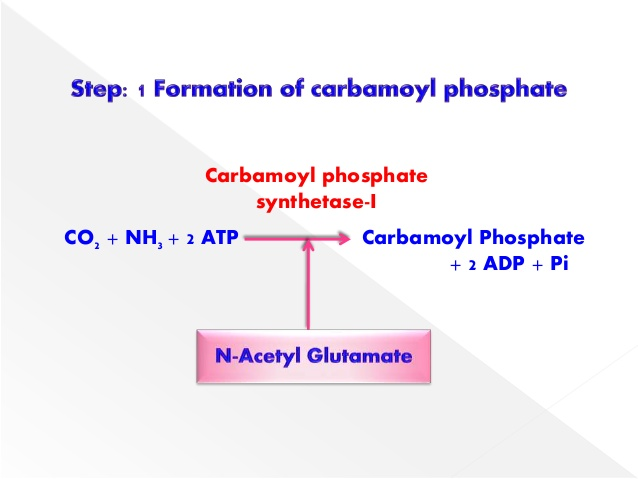 Step: 1 Formation of carbamoyl phosphate
Carbamoyl phosphate
synthetase-I
CO₂ + NH₃ + 2 ATP
Carbamoyl Phosphate
+ 2 ADP + Pi
N-Acetyl Glutamate